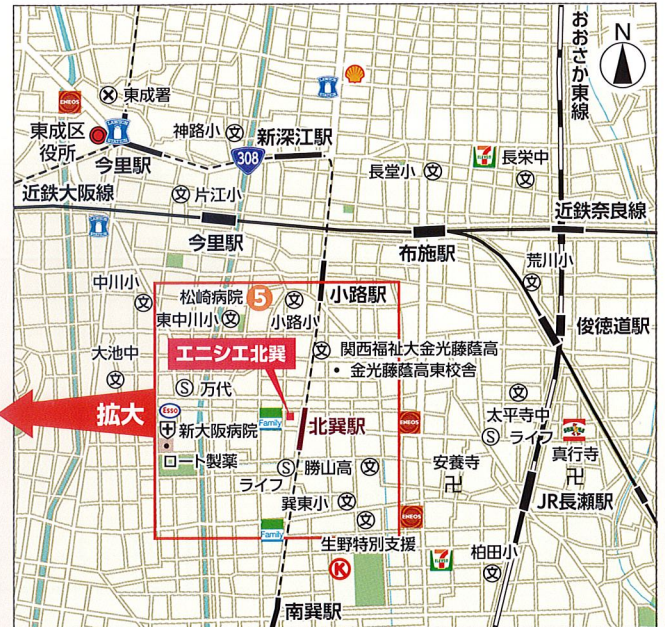 おおさか東線
N
ENEOS
東成署
東成区
役所
LAWSON
STATION
今里駅
神路小
新深江駅
308
長堂小
長栄中
近鉄大阪線
片江小
今里駅
布施駅
近鉄奈良線
荒川小
中川小
松崎病院
5
東中川小
小路小
小路駅
俊徳道駅
大池中
エニシエ北巽
関西福祉大金光藤蔭高
金光藤蔭高東校舎
万代
拡大
Esso
Family
北巽駅
ENEOS
太平寺中
ライフ
新大阪病院
ロート製薬
ライフ
勝山高
安養寺
真行寺
巽東小
ENEOS
JR長瀬駅
Family
生野特別支援
柏田小
K
南巽駅